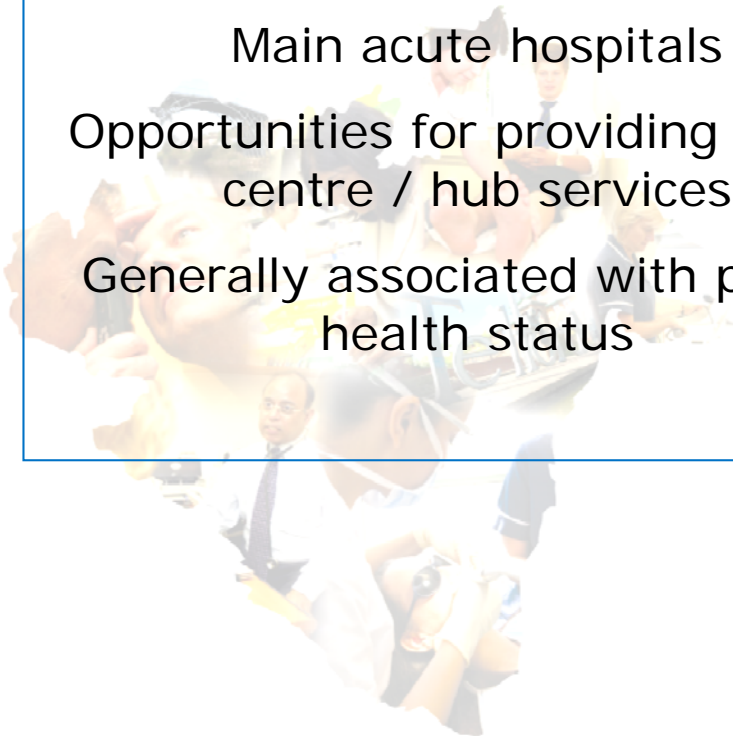 Main acute hospitals
Opportunities for providing
centre / hub services
Generally associated with
health status